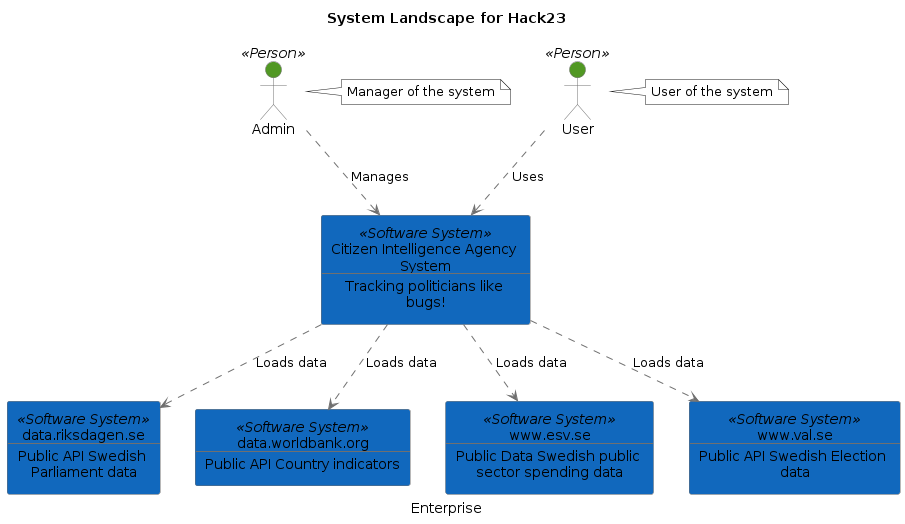 System Landscape for Hack23
«Person»
Admin
Manager of the system
«Person»
User
User of the system
Manages
Uses
«Software System»
Citizen Intelligence Agency
System
Tracking politicians like
bugs!
Loads data
Loads data
Loads data
Loads data
«Software System»
data.riksdagen.se
Public API Swedish
Parliament data
«Software System»
data.worldbank.org
Public API Country indicators
«Software System»
www.esv.se
Public Data Swedish public
sector spending data
«Software System»
www.val.se
Public API Swedish Election
data
Enterprise